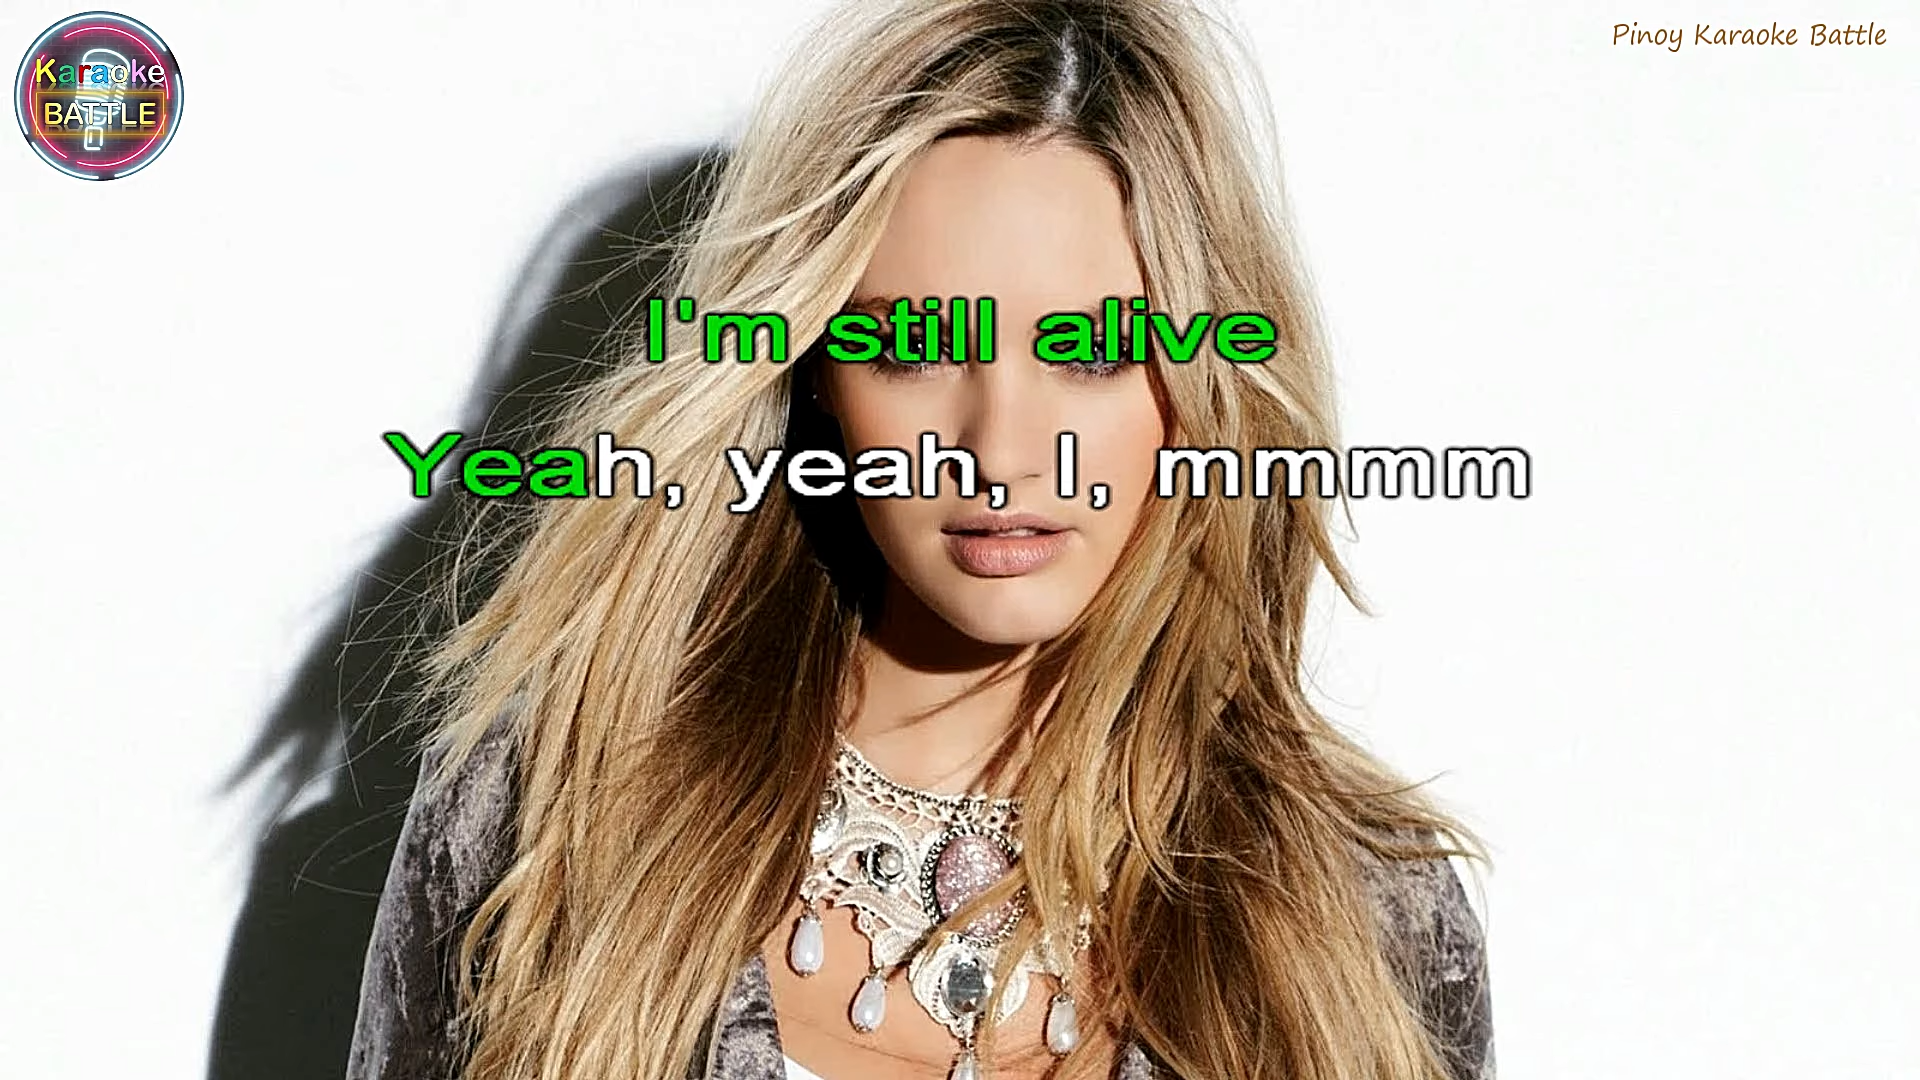 Karaoke
BATTLE
Pinoy Karaoke Battle
I'm still alive
Yeah, yeah, I, mmmm